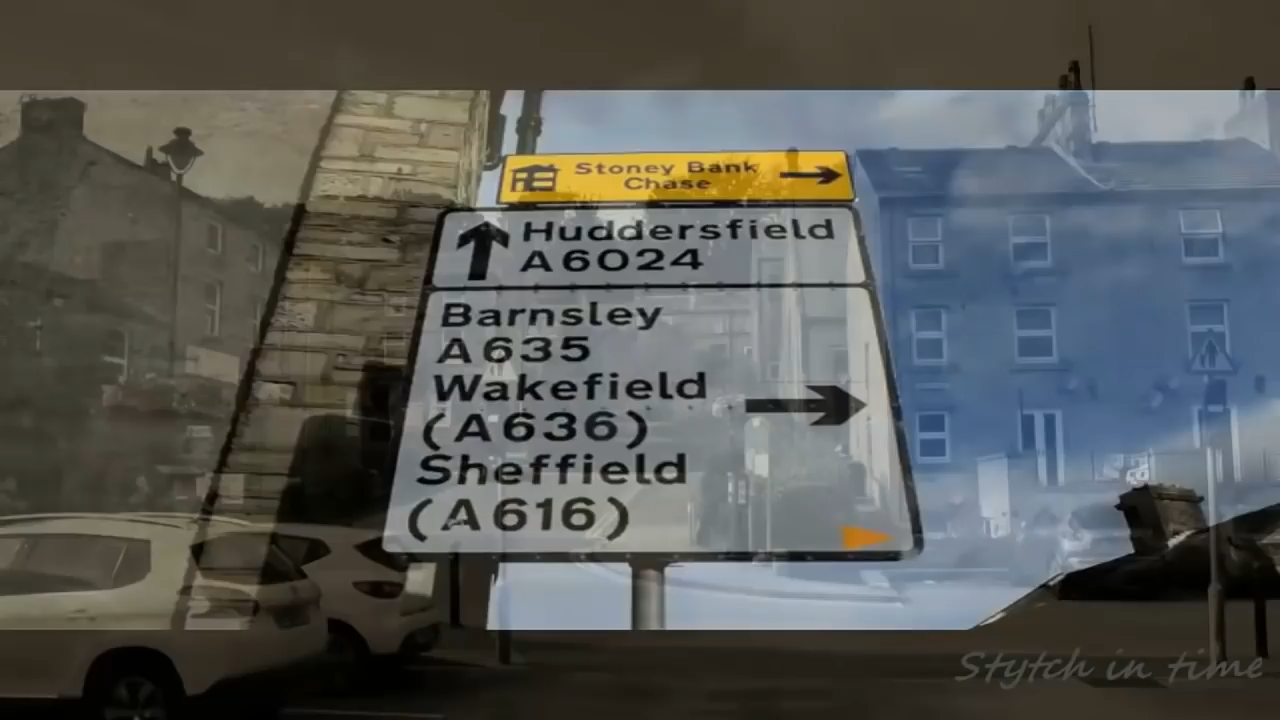 Stoney Bank
Chase
Huddersfield
A6024
Barnsley
A635
Wakefield
(A636)
Sheffield
(A616)
Stytch in time